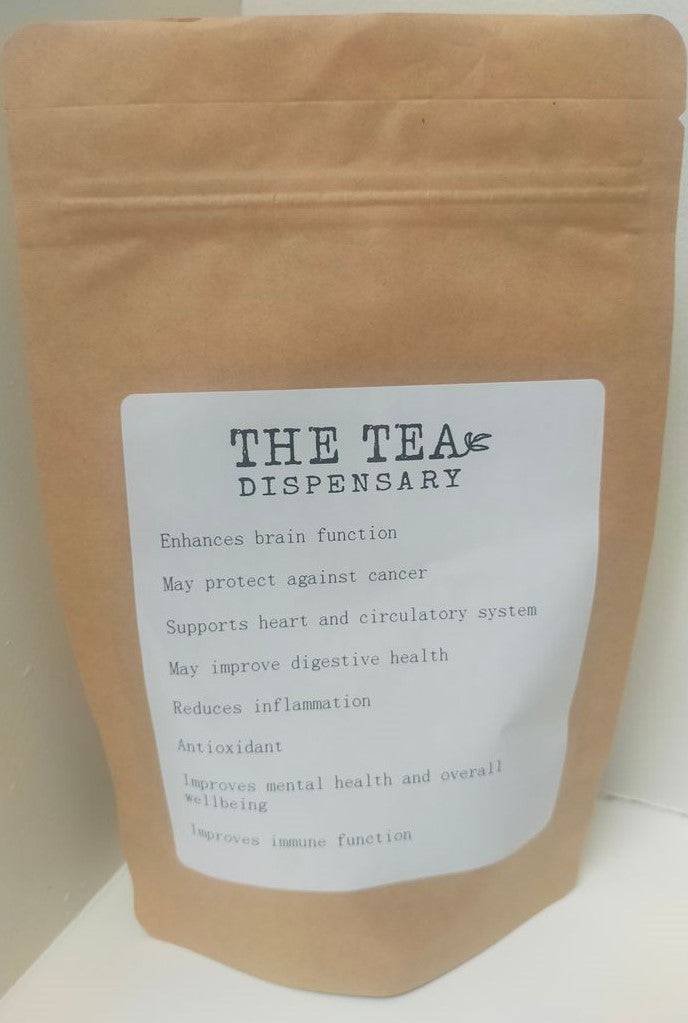 THE TEA
DISPENSARY
Enhances brain function
May protect against cancer
Supports heart and circulatory system
May improve digestive health
Reduces inflammation
Antioxidant
Improves mental health and overall
wellbeing
Improves immune function